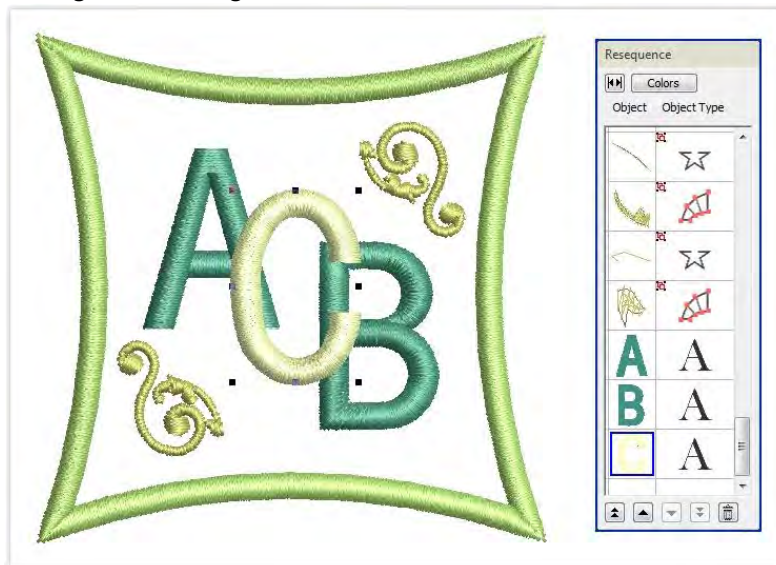 Resequence
Colors
Object Object Type
A C B
A A
B A
C A